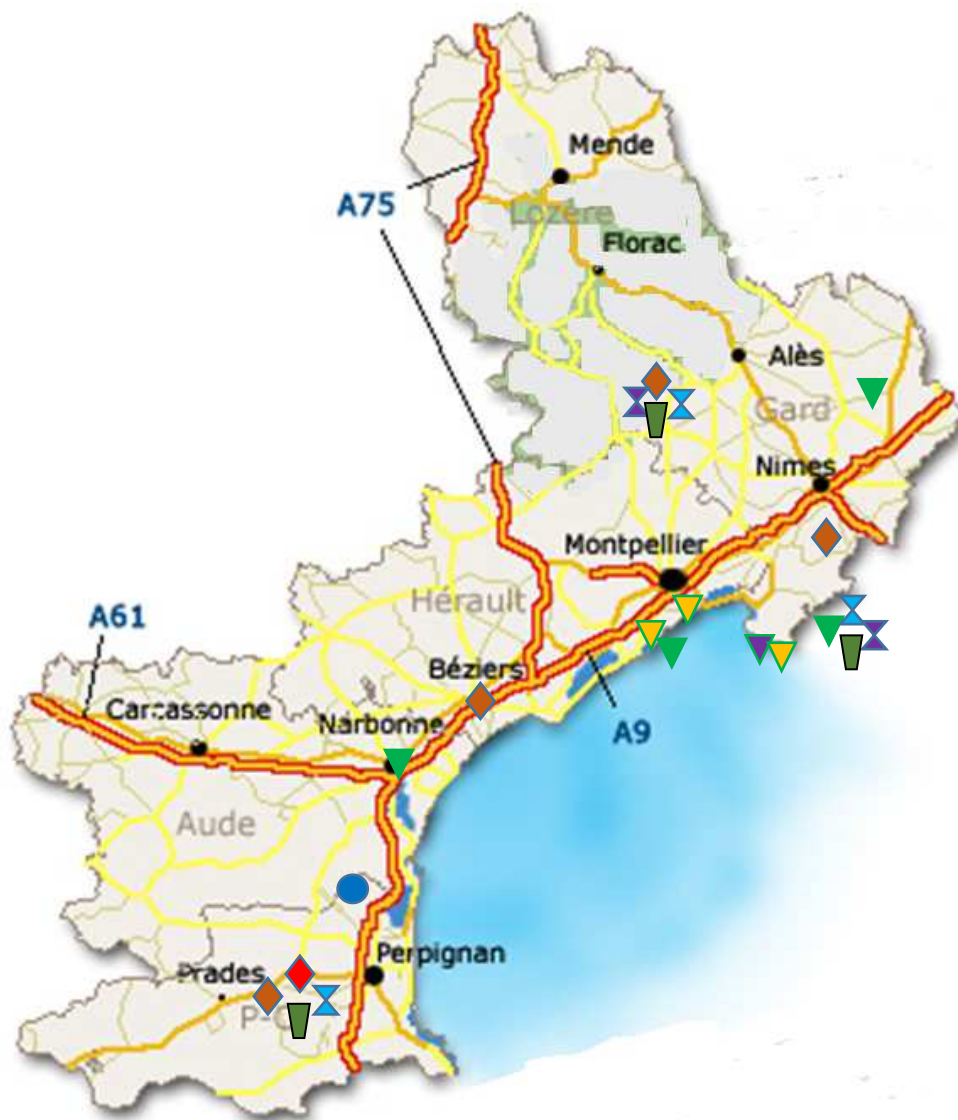 Mende
A75
Lozère
Florac
Alès
Gard
Nimes
Montpellier
Hérault
A61
Béziers
Carcassonne
Narbonne
A9
Aude
Perpignan
Prades